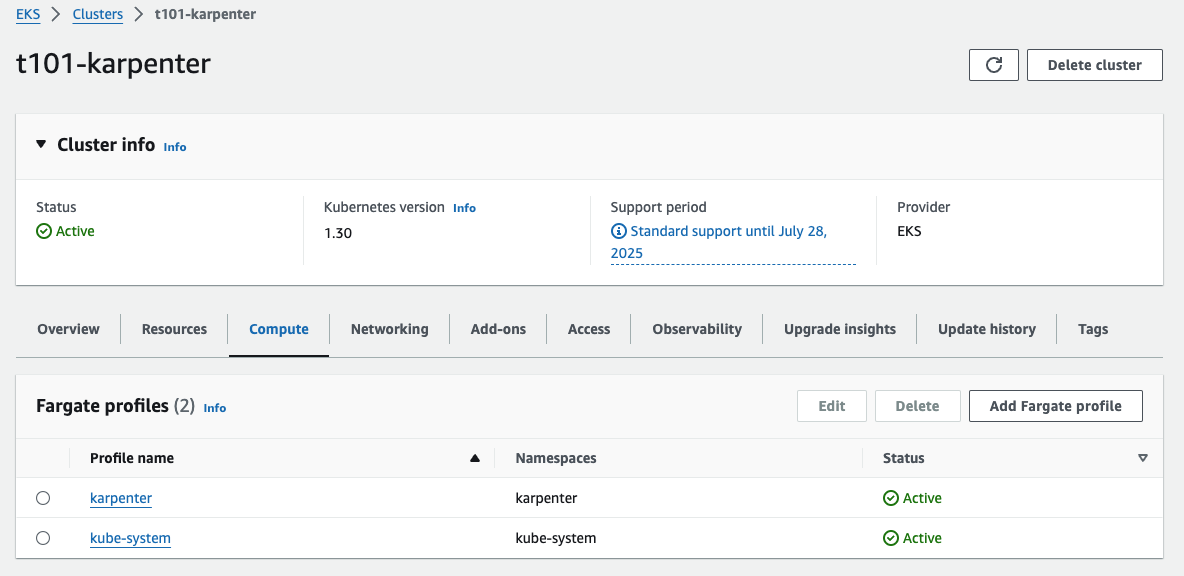 EKS > Clusters > t101-karpenter
t101-karpenter
Delete cluster
Cluster info Info
Status
Active
Kubernetes version Info
1.30
Support period
Standard support until July 28,
2025
Provider
EKS
Overview
Resources
Compute
Networking
Add-ons
Access
Observability
Upgrade insights
Update history
Tags
Fargate profiles (2) Info
Edit
Delete
Add Fargate profile
Profile name Namespaces Status
karpenter karpenter Active
kube-system kube-system Active